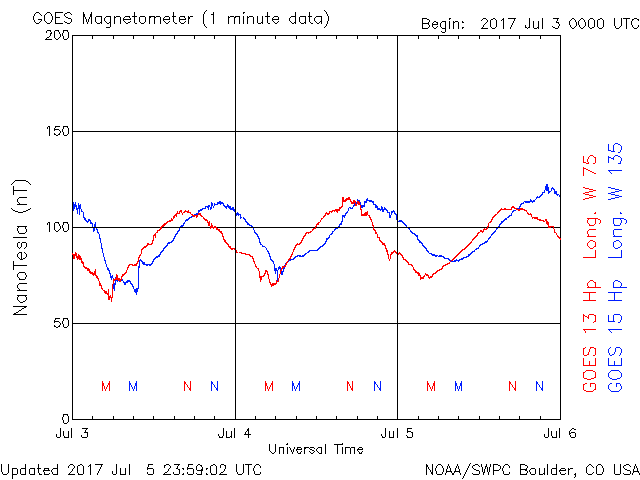 GOES Magnetometer (1 minute data)
Begin: 2017 Jul 3 0000 UTC
200
150
100
50
0
NanoTesla (nT)
M M N N M M N N M M N N
Jul 3 Jul 4 Jul 5 Jul 6
Universal Time
GOES 13 Hp Long. W 75
GOES 15 Hp Long. W 135
Updated 2017 Jul 5 23:59:02 UTC
NOAA/SWPC Boulder, CO USA